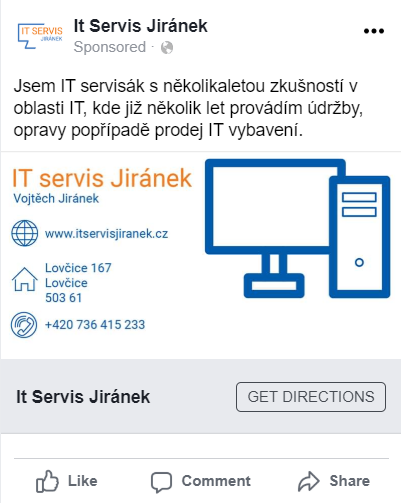 IT SERVIS
JIRÁNEK
It Servis Jiránek
Sponsored ·
Jsem IT servisák s několikaletou zkušností v
oblasti IT, kde již několik let provádím údržby,
opravy popřípadě prodej IT vybavení.
IT servis Jiránek
Vojtěch Jiránek
www.itservisjiranek.cz
Lovčice 167
Lovčice
503 61
+420 736 415 233
It Servis Jiránek
GET DIRECTIONS
Like
Comment
Share